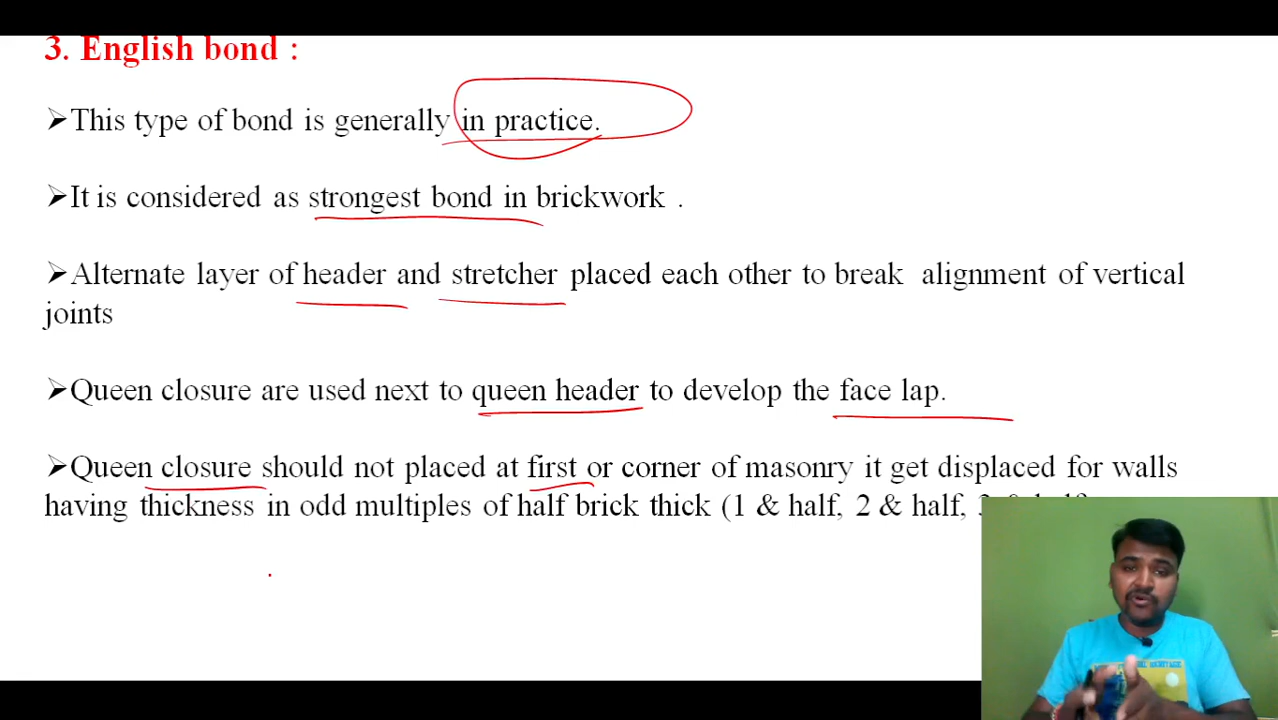 3. English bond :
➢This type of bond is generally in practice.
➢It is considered as strongest bond in brickwork .
➢Alternate layer of header and stretcher placed each other to break alignment of vertical
joints
➢Queen closure are used next to queen header to develop the face lap.
➢Queen closure should not placed at first or corner of masonry it get displaced for walls
having thickness in odd multiples of half brick thick (1 & half, 2 & half,